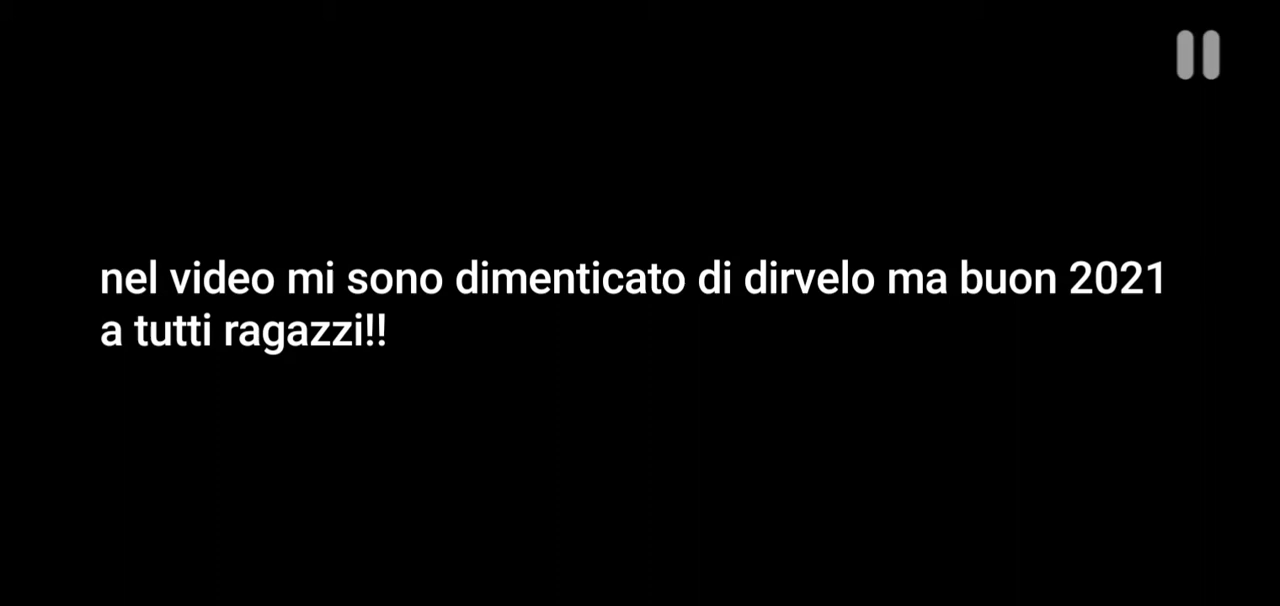 nel video mi sono dimenticato di dirvelo ma buon 2021
a tutti ragazzi!!